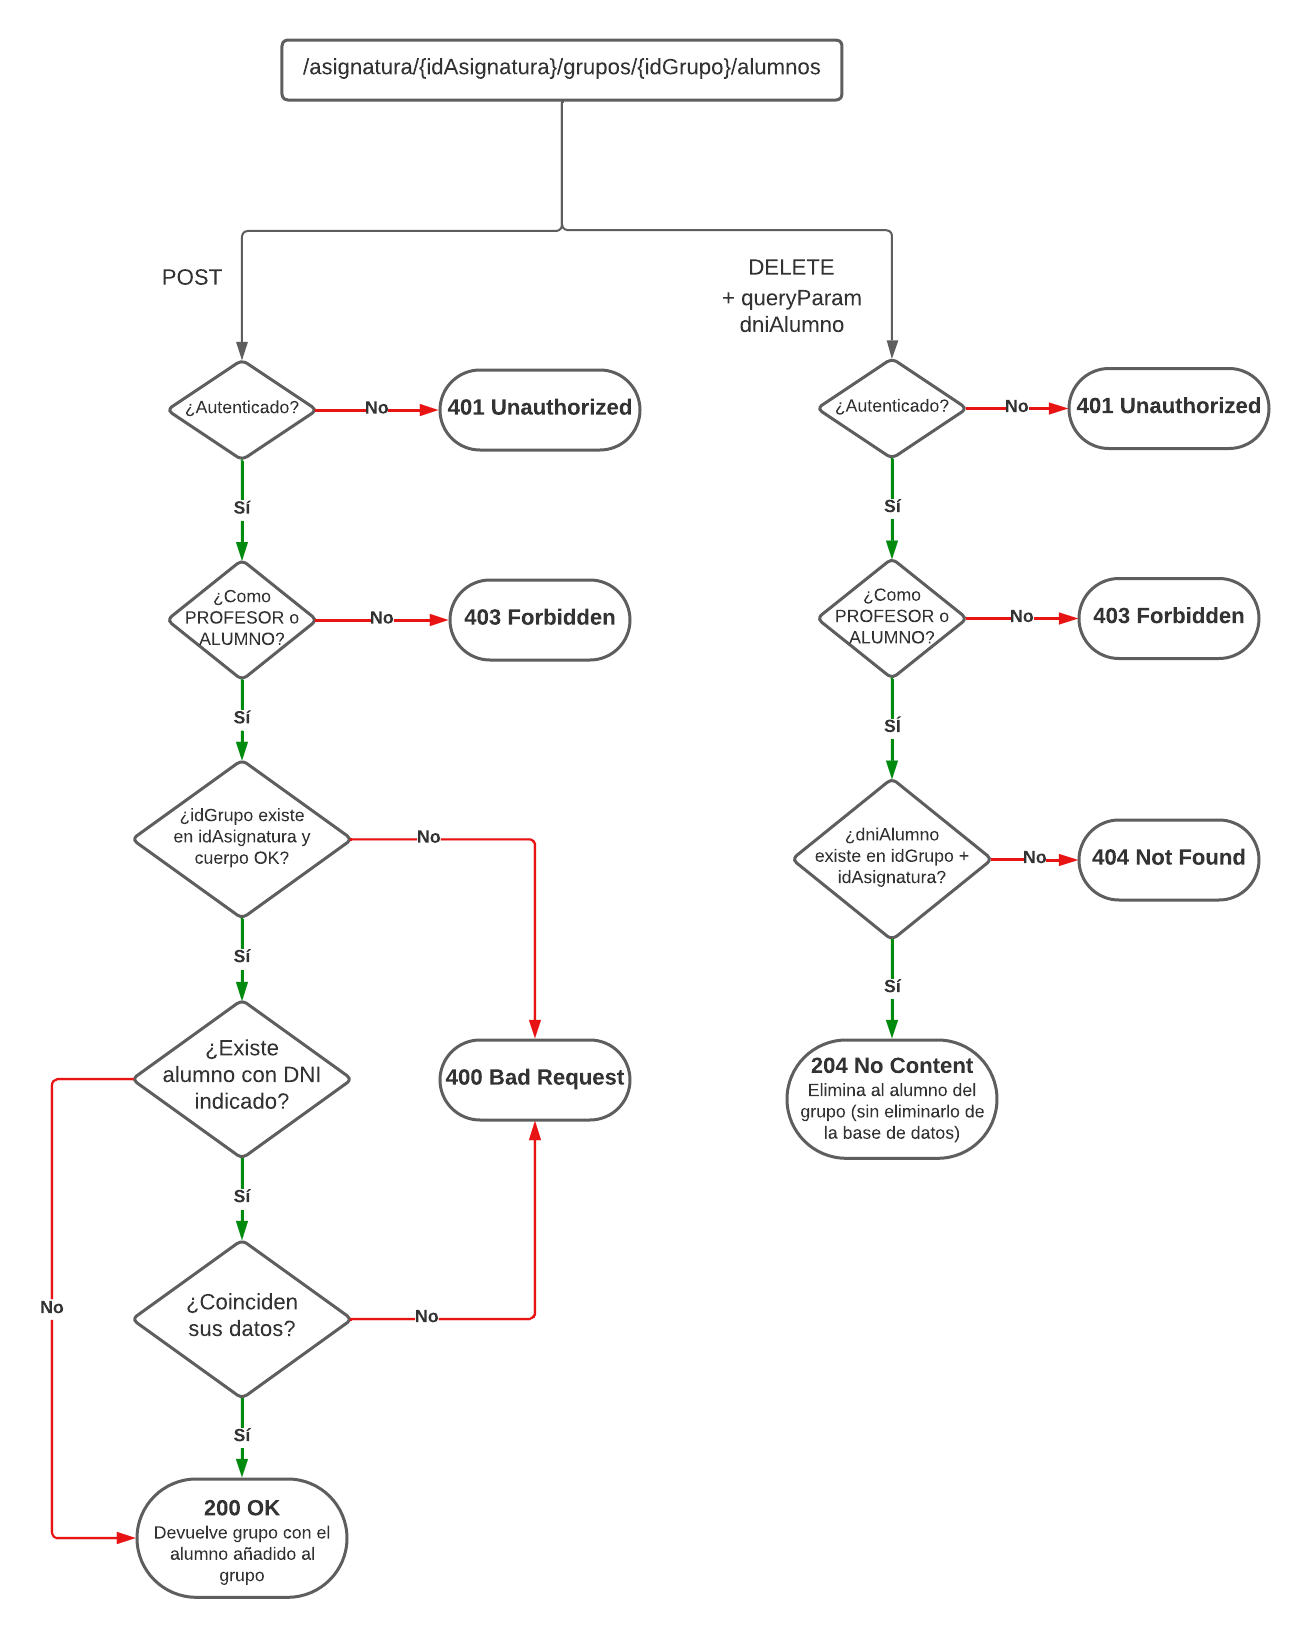 /asignatura/{idAsignatura}/grupos/{idGrupo}/alumnos
POST
¿Autenticado?
No
401 Unauthorized
Sí
¿Como
PROFESOR o
ALUMNO?
No
403 Forbidden
Sí
¿idGrupo existe
en idAsignatura y
cuerpo OK?
No
Sí
¿Existe
alumno con DNI
indicado?
400 Bad Request
Sí
No
¿Coinciden
sus datos?
No
Sí
200 OK
Devuelve grupo con el
alumno añadido al
grupo
DELETE
+ queryParam
dniAlumno
¿Autenticado?
No
401 Unauthorized
Sí
¿Como
PROFESOR o
ALUMNO?
No
403 Forbidden
SÍ
¿dniAlumno
existe en idGrupo +
idAsignatura?
No
404 Not Found
Sí
204 No Content
Elimina al alumno del
grupo (sin eliminarlo de
la base de datos)